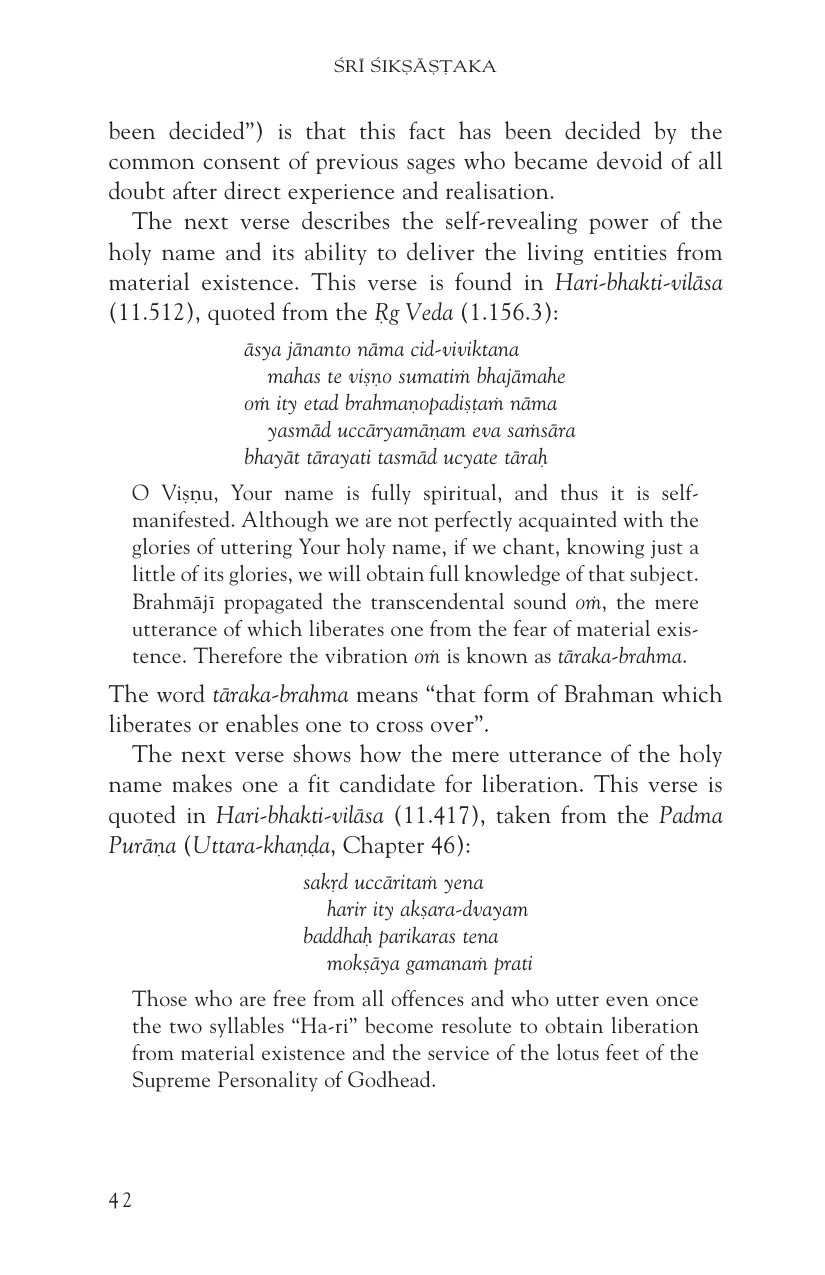 ŚRĪ ŚIKṢĀṢṬAKA
been decided”) is that this fact has been decided by the
common consent of previous sages who became devoid of all
doubt after direct experience and realisation.
The next verse describes the self-revealing power of the
holy name and its ability to deliver the living entities from
material existence. This verse is found in Hari-bhakti-vilāsa
(11.512), quoted from the Ṛg Veda (1.156.3):
āsya jānanto nāma cid-viviktana
mahas te viṣṇo sumatiṁ bhajāmahe
oṁ ity etad brahmaṇopadiṣṭaṁ nāma
yasmād uccāryamāṇam eva saṁsāra
bhayāt tārayati tasmād ucyate tāraḥ
O Viṣṇu, Your name is fully spiritual, and thus it is self-
manifested. Although we are not perfectly acquainted with the
glories of uttering Your holy name, if we chant, knowing just a
little of its glories, we will obtain full knowledge of that subject.
Brahmājī propagated the transcendental sound oṁ, the mere
utterance of which liberates one from the fear of material exis-
tence. Therefore the vibration oṁ is known as tāraka-brahma.
The word tāraka-brahma means “that form of Brahman which
liberates or enables one to cross over”.
The next verse shows how the mere utterance of the holy
name makes one a fit candidate for liberation. This verse is
quoted in Hari-bhakti-vilāsa (11.417), taken from the Padma
Purāṇa (Uttara-khaṇḍa, Chapter 46):
sakṛd uccāritaṁ yena
harir ity akṣara-dvayam
baddhaḥ parikaras tena
mokṣāya gamanaṁ prati
Those who are free from all offences and who utter even once
the two syllables “Ha-ri” become resolute to obtain liberation
from material existence and the service of the lotus feet of the
Supreme Personality of Godhead.
42